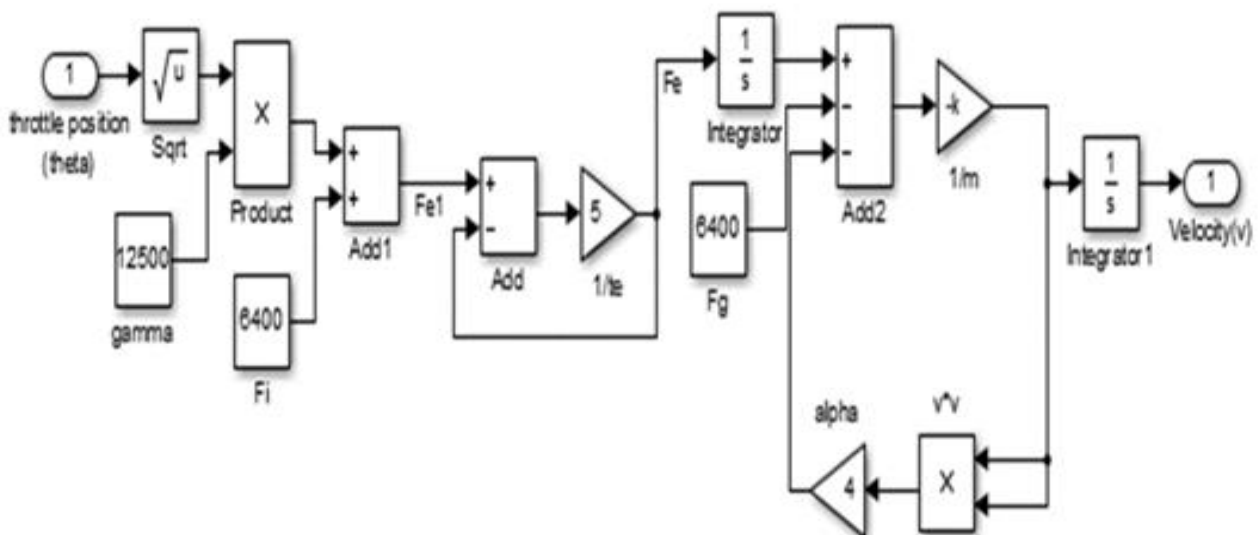 1
throttle position
(theta)
√u
Sqrt
12500
gamma
X
Product
6400
Fi
+
+
Add1
Fe1
+
-
Add
5
1/te
Fe
1
s
Integrator
6400
Fg
+
-
-
Add2
-k
1/m
1
s
Integrator1
1
Velocity(v)
alpha
4
v*v
X